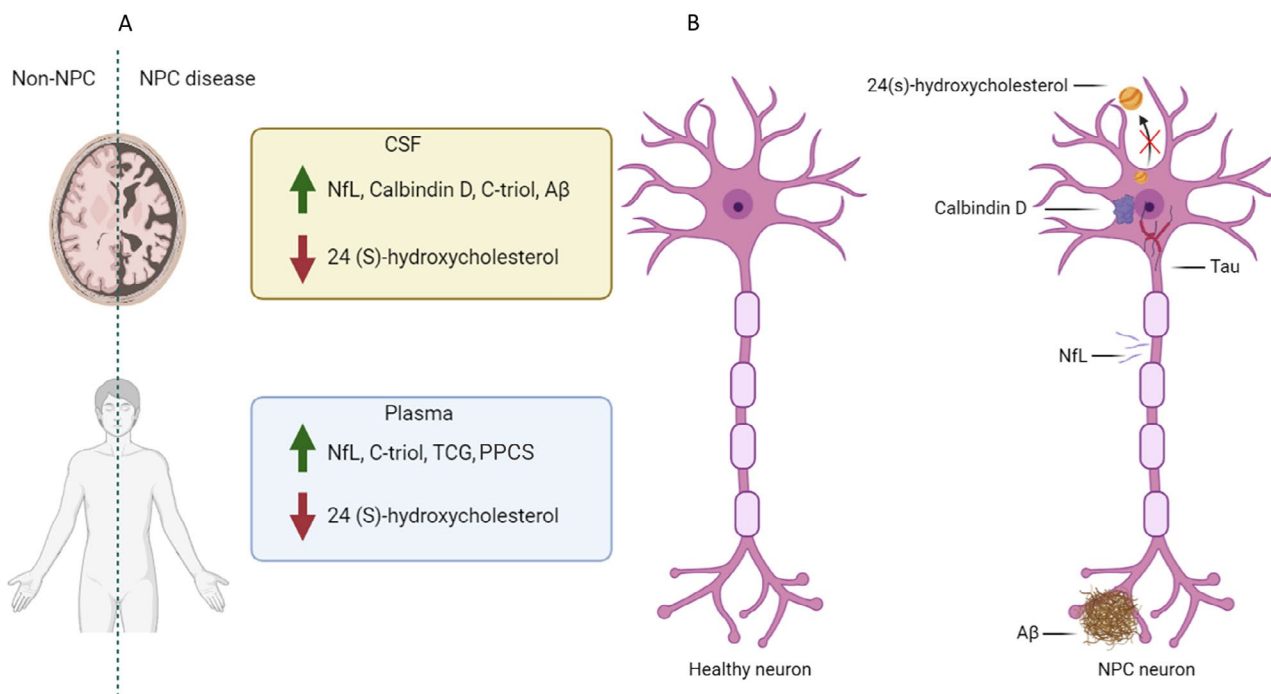 A
Non-NPC
NPC disease
CSF
NfL, Calbindin D, C-triol, Aβ
24 (S)-hydroxycholesterol
Plasma
NfL, C-triol, TCG, PPCS
24 (S)-hydroxycholesterol
B
24(s)-hydroxycholesterol
Calbindin D
Tau
NfL
Aβ
Healthy neuron
NPC neuron